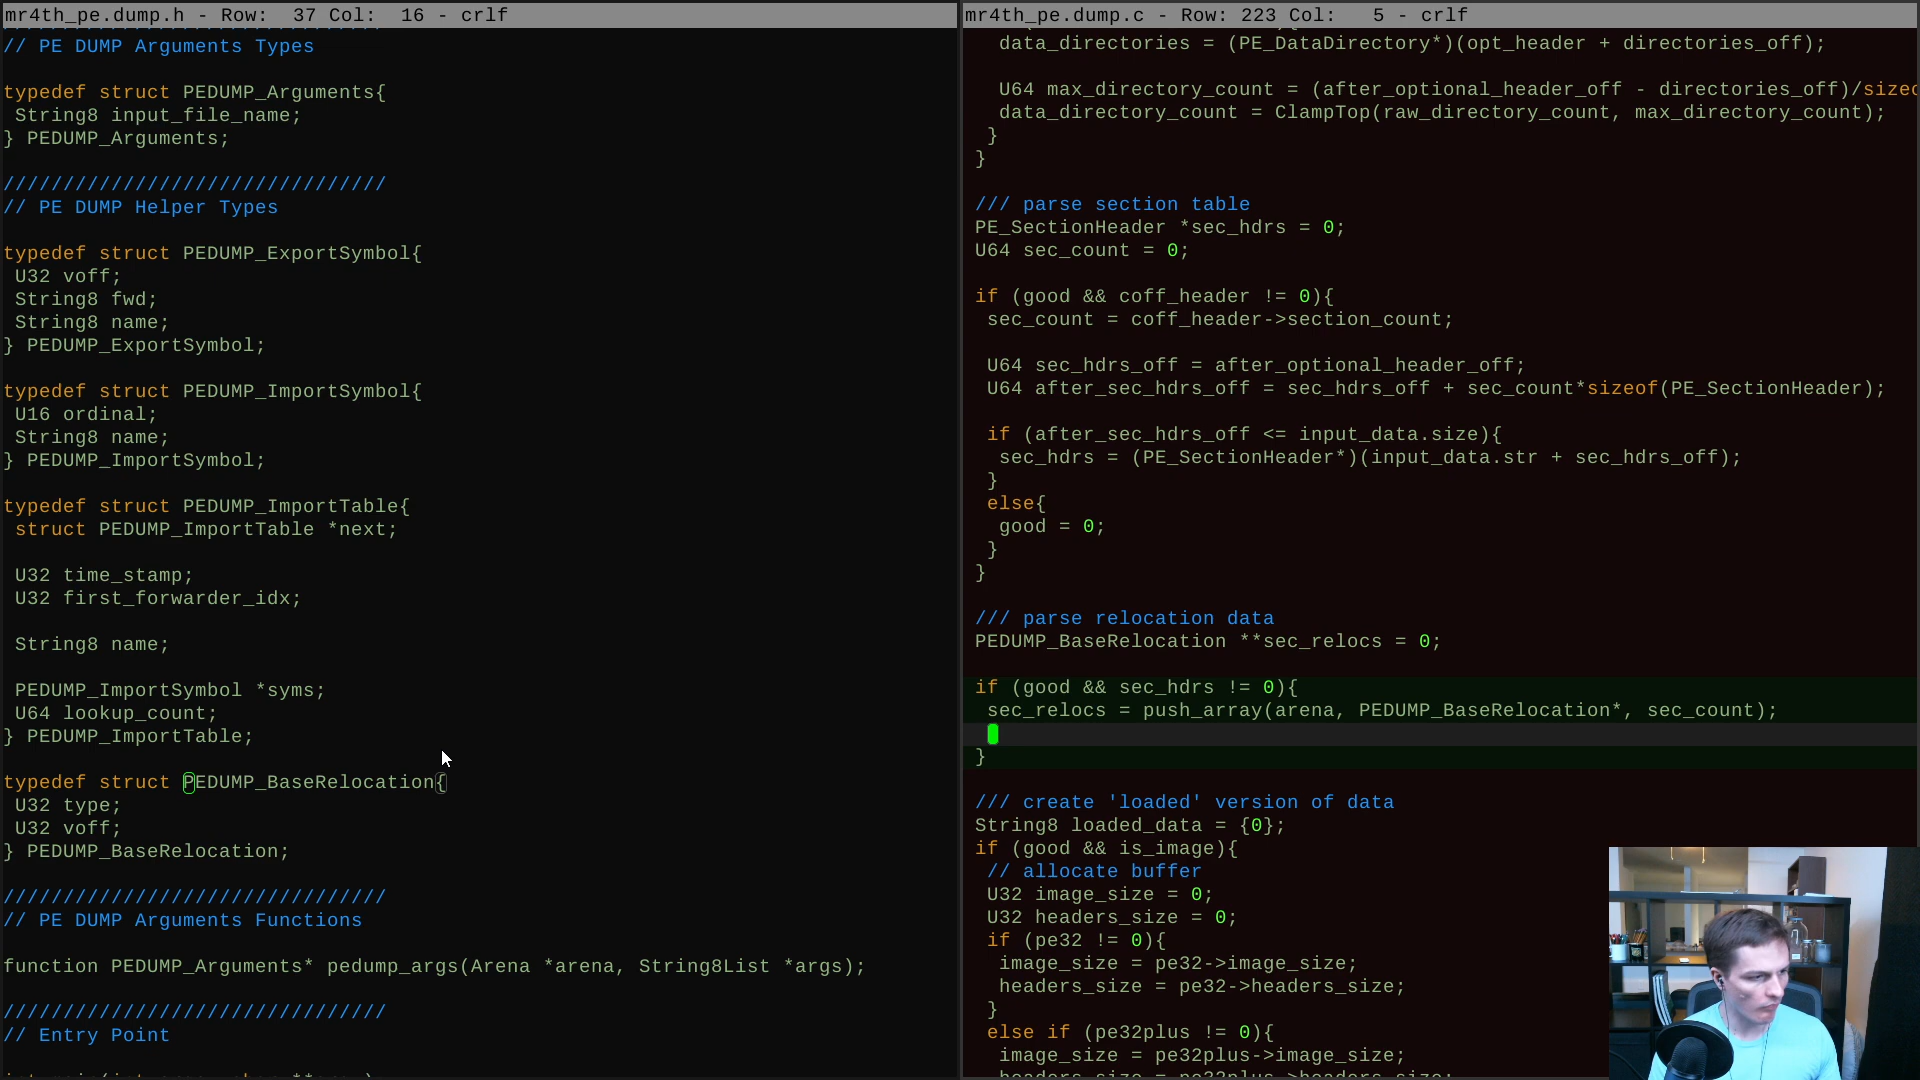 mr4th_pe.dump.h - Row:  37 Col:  16 - crlf
// PE DUMP Arguments Types
typedef struct PEDUMP_Arguments{
String8 input_file_name;
} PEDUMP_Arguments;
////////////////////////////////
// PE DUMP Helper Types
typedef struct PEDUMP_ExportSymbol{
U32 voff;
String8 fwd;
String8 name;
} PEDUMP_ExportSymbol;
typedef struct PEDUMP_ImportSymbol{
U16 ordinal;
String8 name;
} PEDUMP_ImportSymbol;
typedef struct PEDUMP_ImportTable{
struct PEDUMP_ImportTable *next;
U32 time_stamp;
U32 first_forwarder_idx;
String8 name;
PEDUMP_ImportSymbol *syms;
U64 lookup_count;
} PEDUMP_ImportTable;
typedef struct PEDUMP_BaseRelocation{
U32 type;
U32 voff;
} PEDUMP_BaseRelocation;
////////////////////////////////
// PE DUMP Arguments Functions
function PEDUMP_Arguments* pedump_args(Arena *arena, String8List *args);
////////////////////////////////
// Entry Point
mr4th_pe.dump.c - Row: 223 Col:   5 - crlf
data_directories = (PE_DataDirectory*)(opt_header + directories_off);
U64 max_directory_count = (after_optional_header_off - directories_off)/sizeo
data_directory_count = ClampTop(raw_directory_count, max_directory_count);
}
}
/// parse section table
PE_SectionHeader *sec_hdrs = 0;
U64 sec_count = 0;
if (good && coff_header != 0){
sec_count = coff_header->section_count;
U64 sec_hdrs_off = after_optional_header_off;
U64 after_sec_hdrs_off = sec_hdrs_off + sec_count*sizeof(PE_SectionHeader);
if (after_sec_hdrs_off <= input_data.size){
sec_hdrs = (PE_SectionHeader*)(input_data.str + sec_hdrs_off);
}
else{
good = 0;
}
}
/// parse relocation data
PEDUMP_BaseRelocation **sec_relocs = 0;
if (good && sec_hdrs != 0){
sec_relocs = push_array(arena, PEDUMP_BaseRelocation*, sec_count);
}
/// create 'loaded' version of data
String8 loaded_data = {0};
if (good && is_image){
// allocate buffer
U32 image_size = 0;
U32 headers_size = 0;
if (pe32 != 0){
image_size = pe32->image_size;
headers_size = pe32->headers_size;
}
else if (pe32plus != 0){
image_size = pe32plus->image_size;
headers_size = pe32plus->headers_size;